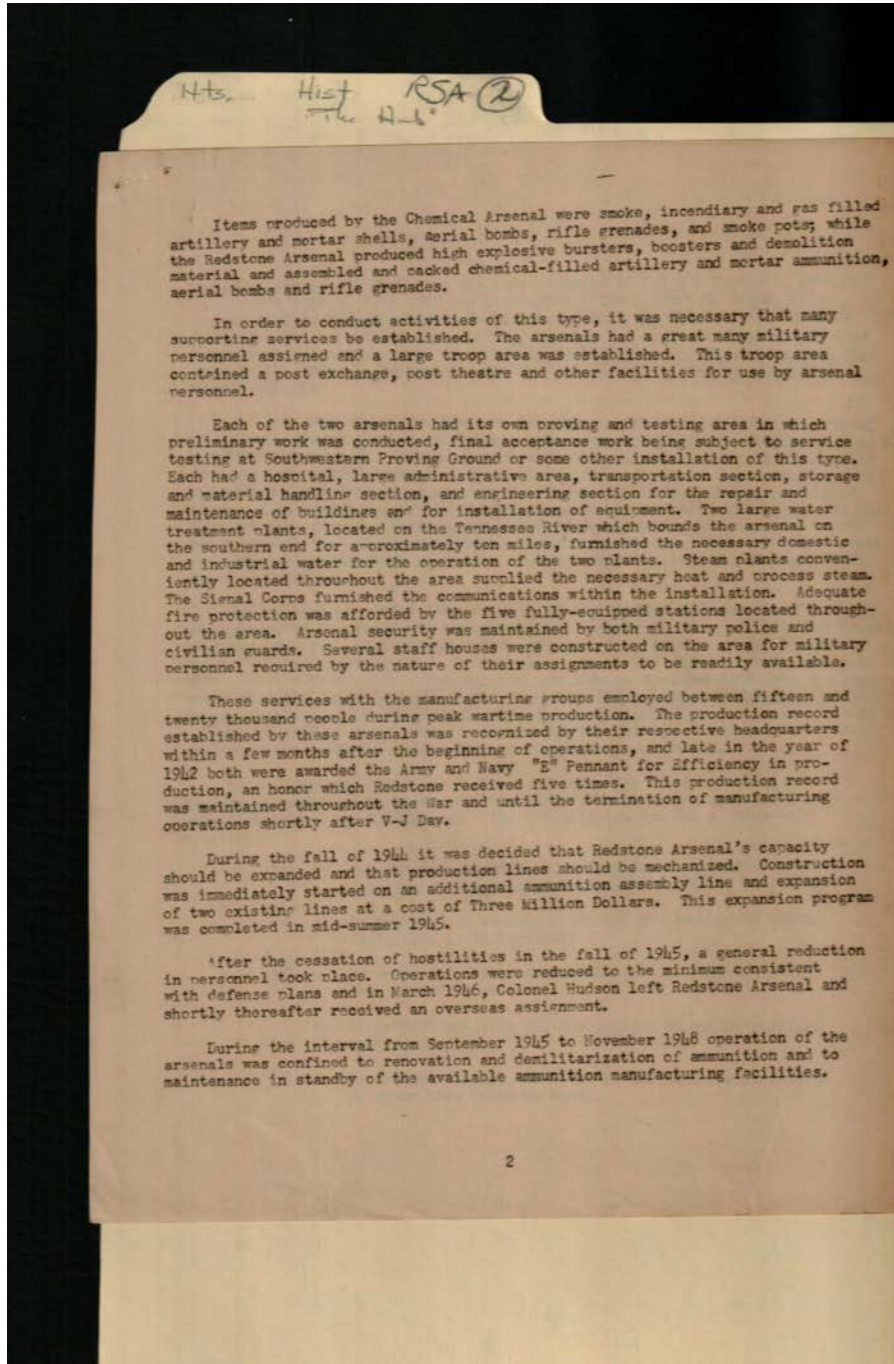 Hts. Hist RSA 2
"The Hub"
Items produced by the Chemical Arsenal were smoke, incendiary and gas filled
artillery and mortar shells, aerial bombs, rifle grenades, and smoke pots; while
the Redstone Arsenal produced high explosive bursters, boosters and demolition
material and assembled and packed chemical-filled artillery and mortar ammunition,
aerial bombs and rifle grenades.
In order to conduct activities of this type, it was necessary that many
supporting services be established. The arsenals had a great many military
personnel assigned and a large troop area was established. This troop area
contained a post exchange, post theatre and other facilities for use by arsenal
personnel.
Each of the two arsenals had its own proving and testing area in which
preliminary work was conducted, final acceptance work being subject to service
testing at Southwestern Proving Ground or some other installation of this type.
Each had a hospital, large administrative area, transportation section, storage
and material handling section, and engineering section for the repair and
maintenance of buildings and for installation of equipment. Two large water
treatment plants, located on the Tennessee River which bounds the arsenal on
the southern end for approximately ten miles, furnished the necessary domestic
and industrial water for the operation of the two plants. Steam plants conven-
iently located throughout the area supplied the necessary heat and process steam.
The Signal Corps furnished the communications within the installation. Adequate
fire protection was afforded by the five fully-equipped stations located through-
out the area. Arsenal security was maintained by both military police and
civilian guards. Several staff houses were constructed on the area for military
personnel required by the nature of their assignments to be readily available.
These services with the manufacturing groups employed between fifteen and
twenty thousand people during peak wartime production. The production record
established by these arsenals was recognized by their respective headquarters
within a few months after the beginning of operations, and late in the year of
1942 both were awarded the Army and Navy "E" Pennant for Efficiency in pro-
duction, an honor which Redstone received five times. This production record
was maintained throughout the War and until the termination of manufacturing
operations shortly after V-J Day.
During the fall of 1944 it was decided that Redstone Arsenal's capacity
should be expanded and that production lines should be mechanized. Construction
was immediately started on an additional ammunition assembly line and expansion
of two existing lines at a cost of Three Million Dollars. This expansion program
was completed in mid-summer 1945.
After the cessation of hostilities in the fall of 1945, a general reduction
in personnel took place. Operations were reduced to the minimum consistent
with defense plans and in March 1946, Colonel Hudson left Redstone Arsenal and
shortly thereafter received an overseas assignment.
During the interval from September 1945 to November 1948 operation of the
arsenals was confined to renovation and demilitarization of ammunition and to
maintenance in standby of the available ammunition manufacturing facilities.
2